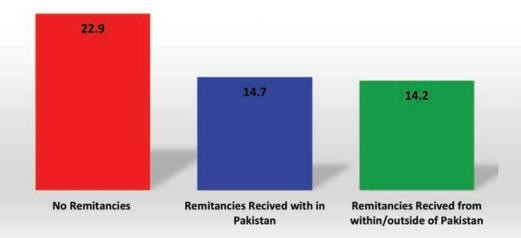 22.9
14.7
14.2
No Remitancies
Remitancies Recived with in
Pakistan
Remitancies Recived from
within/outside of Pakistan